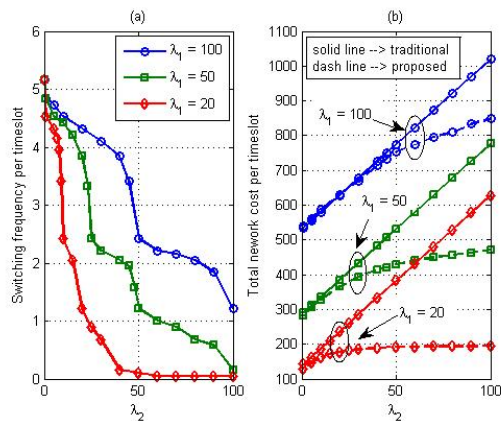 (a)
Switching frequency per timeslot
6
5
4
3
2
1
0
0
50
100
λ2
λ1 = 100
λ1 = 50
λ1 = 20
(b)
Total nework cost per timeslot
1100
1000
900
800
700
600
500
400
300
200
100
0
50
100
λ2
solid line --> traditional
dash line --> proposed
λ1 = 100
λ1 = 50
λ1 = 20